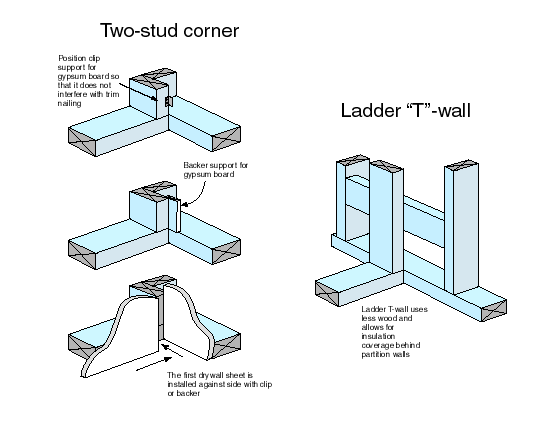 Two-stud corner
Position clip
support for
gypsum board so
that it does not
interfere with trim
nailing
Backer support for
gypsum board
The first drywall sheet is
installed against side with clip
or backer
Ladder “T”-wall
Ladder T-wall uses
less wood and
allows for
insulation
coverage behind
partition walls